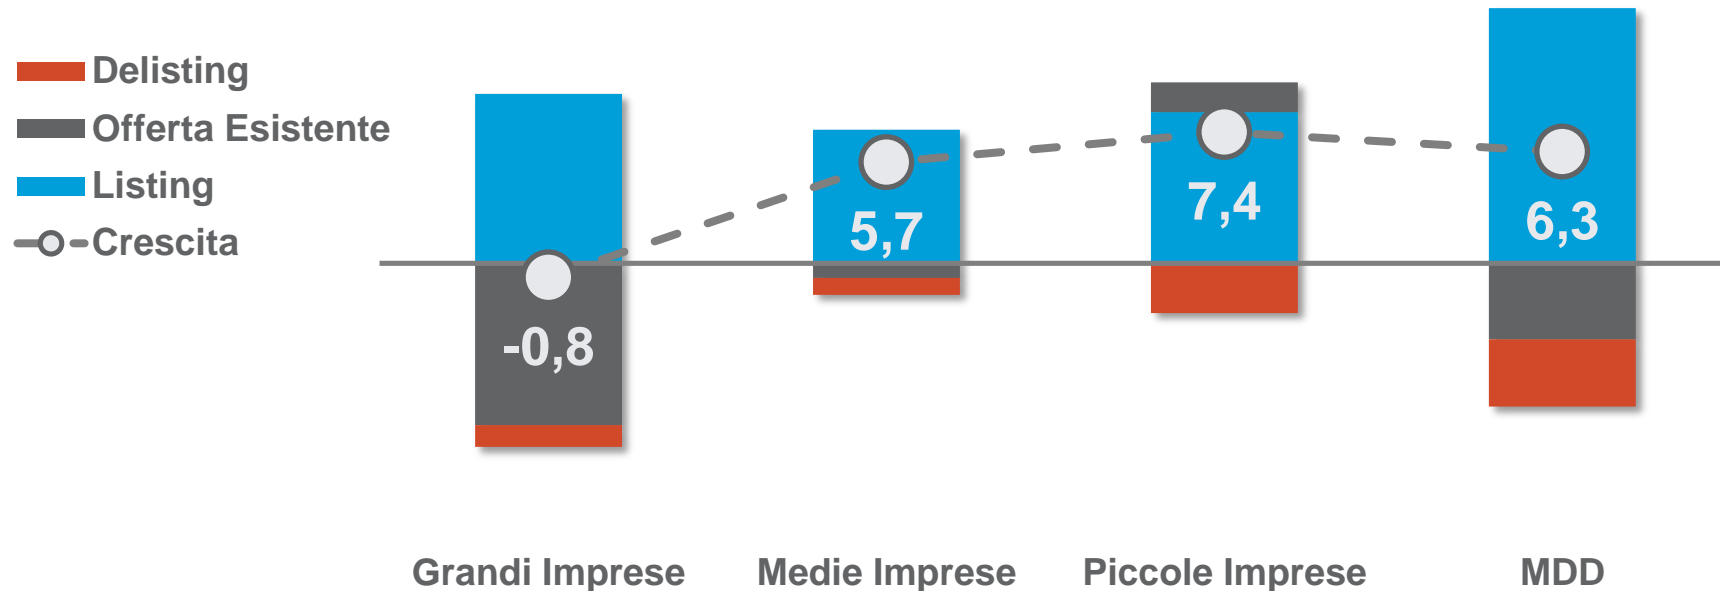 Delisting
Offerta Esistente
Listing
Crescita
-0,8
5,7
7,4
6,3
Grandi Imprese
Medie Imprese
Piccole Imprese
MDD